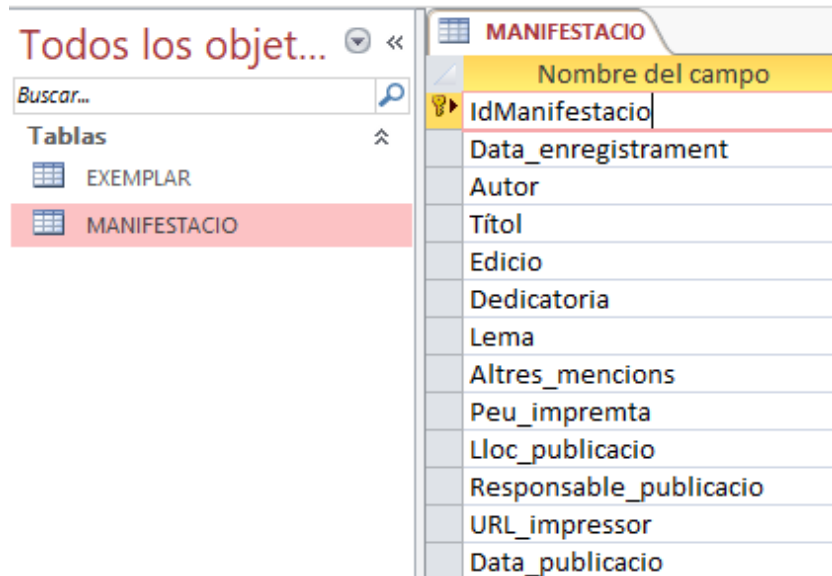 Todos los objet...
Buscar...
Tablas
EXEMPLAR
MANIFESTACIO
MANIFESTACIO
Nombre del campo
IdManifestacio
Data_enregistrament
Autor
Títol
Edicio
Dedicatoria
Lema
Altres_mencions
Peu_impremta
Lloc_publicacio
Responsable_publicacio
URL_impressor
Data_publicacio